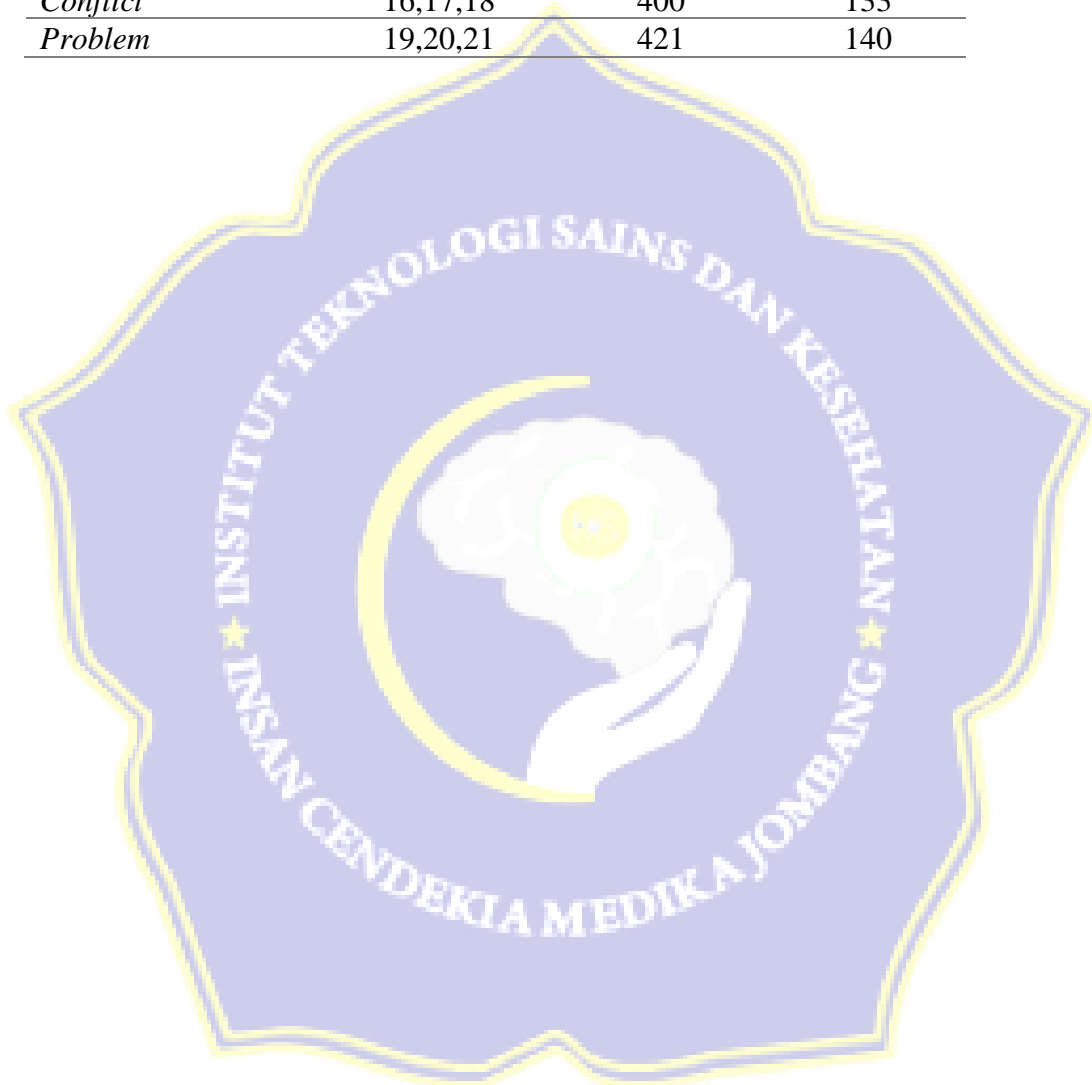 Conflict 16,17,18 400 133
Problem 19,20,21 421 140
INSTITUT TEKNOLOGI SAINS DAN KESEHATAN
INSAN CENDEKIA MEDIKA JOMBANG